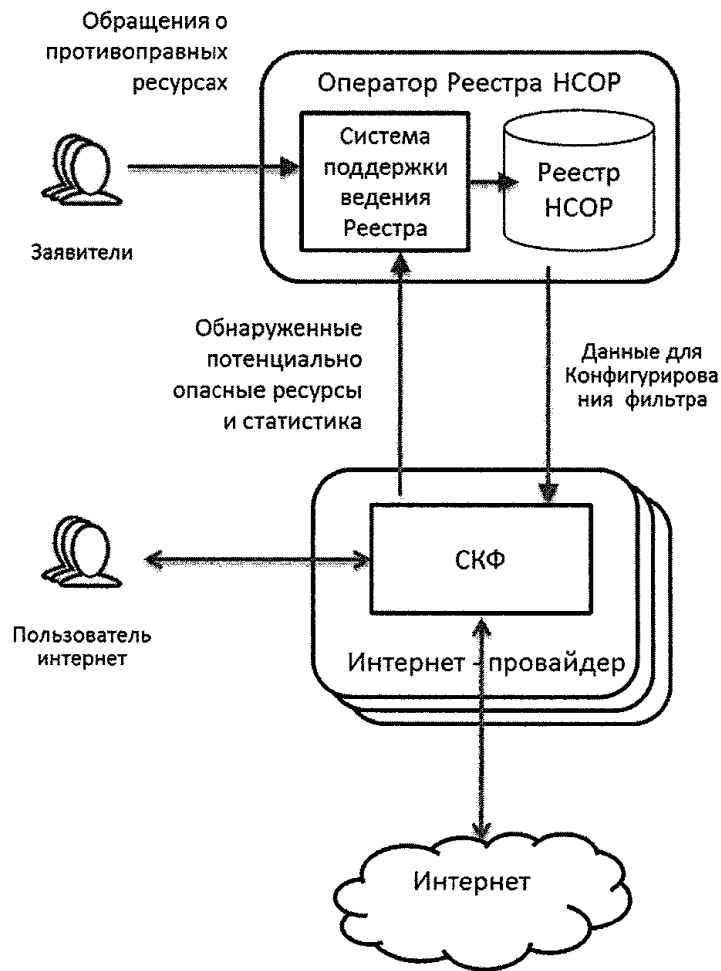 Обращения о
противоправных
ресурсах
Оператор Реестра НСОР
Система
поддержки
ведения
Реестра
Реестр
НСОР
Заявители
Обнаруженные
потенциально
опасные ресурсы
и статистика
Данные для
Конфигурирова
ния фильтра
СКФ
Пользователь
интернет
Интернет - провайдер
Интернет